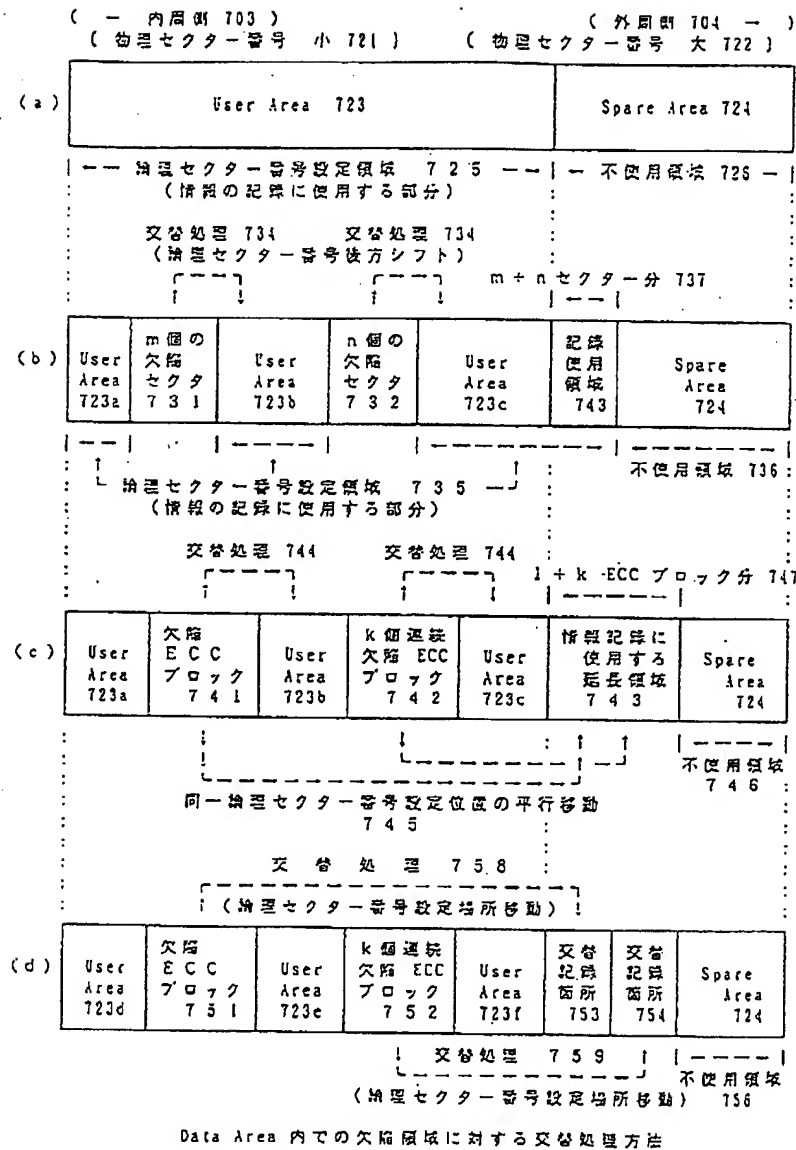 ( ← 内周側 703 )
( 外周側 704 → )
( 物理セクター番号 小 721 )
( 物理セクター番号 大 722 )
(a)
User Area 723
Spare Area 724
論理セクター番号設定領域 725
不使用領域 726
(情報の記録に使用する部分)
交替処理 734
交替処理 734
(論理セクター番号後方シフト)
m+nセクター分 737
(b)
User Area 723a
m個の欠陥セクタ 731
User Area 723b
n個の欠陥セクタ 732
User Area 723c
記録使用領域 743
Spare Area 724
不使用領域 736
論理セクター番号設定領域 735
(情報の記録に使用する部分)
交替処理 744
交替処理 744
1+k ECC ブロック分 747
(c)
User Area 723a
欠陥ECCブロック 741
User Area 723b
k個連続欠陥 ECCブロック 742
User Area 723c
情報記録に使用する延長領域 743
Spare Area 724
不使用領域
746
同一論理セクター番号設定位置の平行移動
745
交替処理 758
(論理セクター番号設定場所移動)
(d)
User Area 723d
欠陥ECCブロック 751
User Area 723e
k個連続欠陥 ECCブロック 752
User Area 723f
交替記録箇所 753
交替記録箇所 754
Spare Area 724
交替処理 759
不使用領域
(論理セクター番号設定場所移動)
756
Data Area 内での欠陥領域に対する交替処理方法